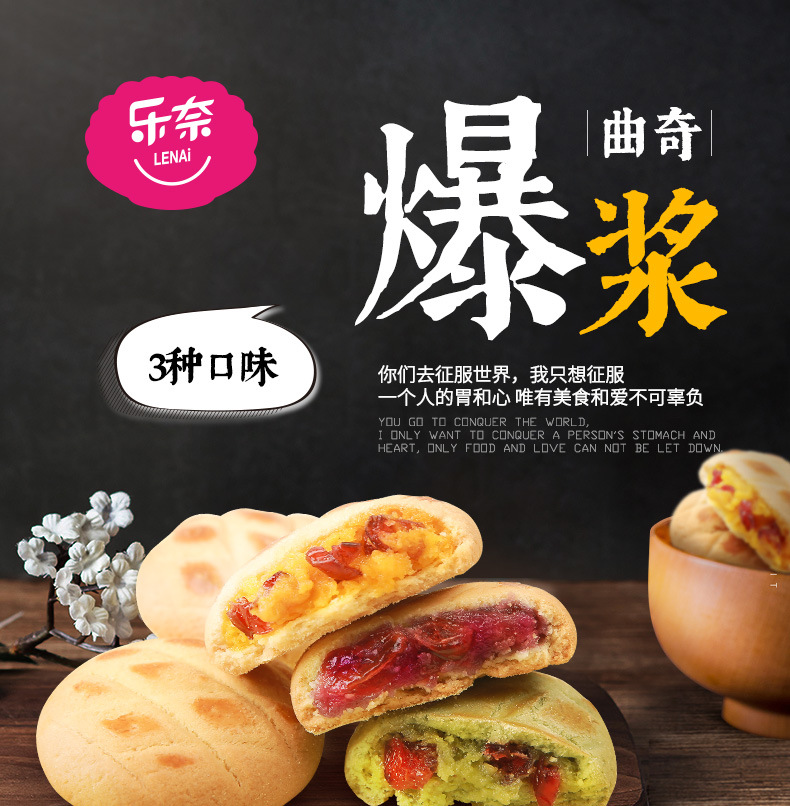 乐奈
LENAi
曲奇
爆浆
3种口味
你们去征服世界，我只想征服
一个人的胃和心 唯有美食和爱不可辜负
YOU GO TO CONQUER THE WORLD,
I ONLY WANT TO CONQUER A PERSON'S STOMACH AND
HEART, ONLY FOOD AND LOVE CAN NOT BE LET DOWN.